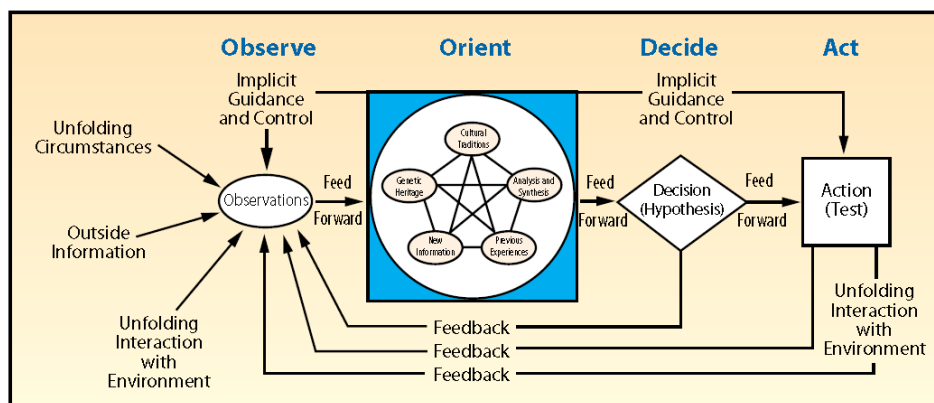 Observe
Orient
Decide
Act
Implicit
Guidance
and Control
Implicit
Guidance
and Control
Unfolding
Circumstances
Outside
Information
Unfolding
Interaction
with
Environment
Observations
Feed
Forward
Cultural
Traditions
Genetic
Heritage
Analysis and
Synthesis
New
Information
Previous
Experiences
Feed
Forward
Decision
(Hypothesis)
Feed
Forward
Action
(Test)
Unfolding
Interaction
with
Environment
Feedback
Feedback
Feedback